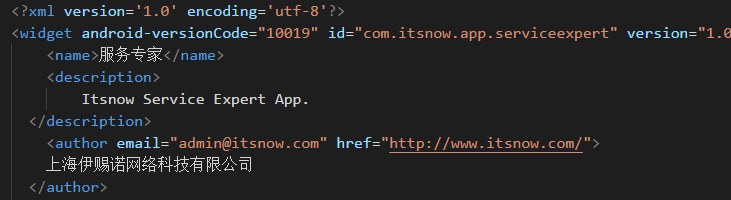 <?xml version='1.0' encoding='utf-8'?>
<widget android-versionCode="10019" id="com.itsnow.app.serviceexpert" version="1.0
<name>服务专家</name>
<description>
Itsnow Service Expert App.
</description>
<author email="admin@itsnow.com" href="http://www.itsnow.com/">
上海伊赐诺网络科技有限公司
</author>